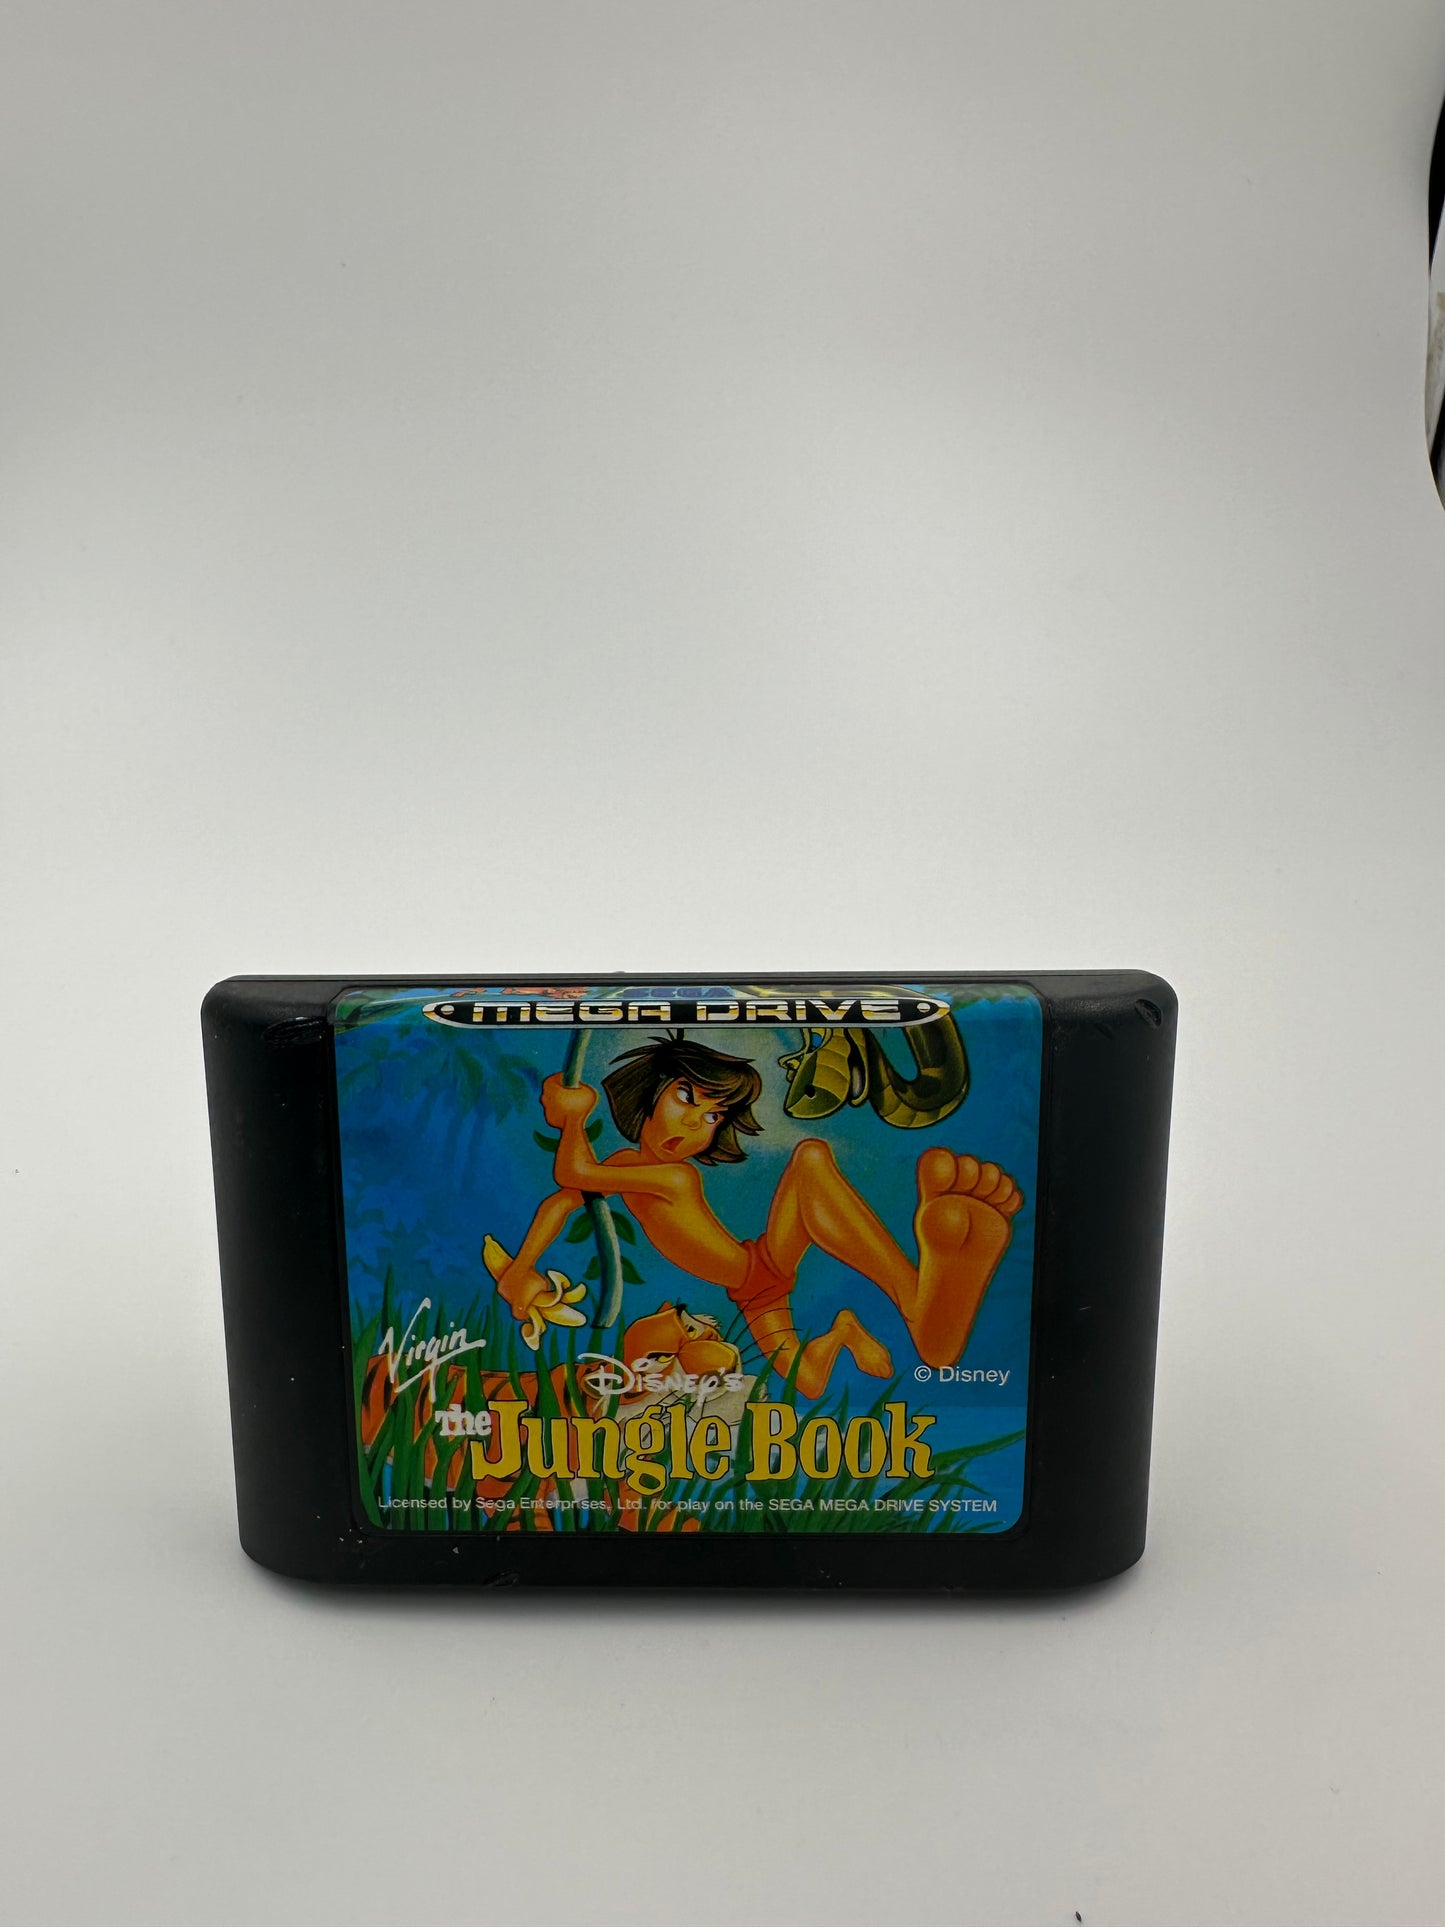 SEGA
MEGA DRIVE
Virgin
© Disney
Disney's
The Jungle Book
Licensed by Sega Enterprises, Ltd. for play on the SEGA MEGA DRIVE SYSTEM